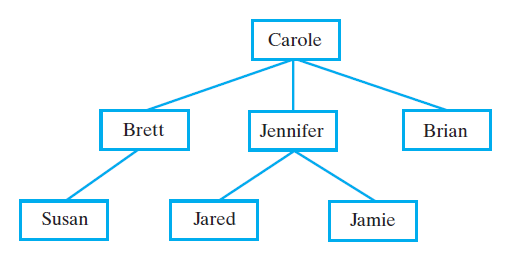 Carole
Brett
Jennifer
Brian
Susan
Jared
Jamie